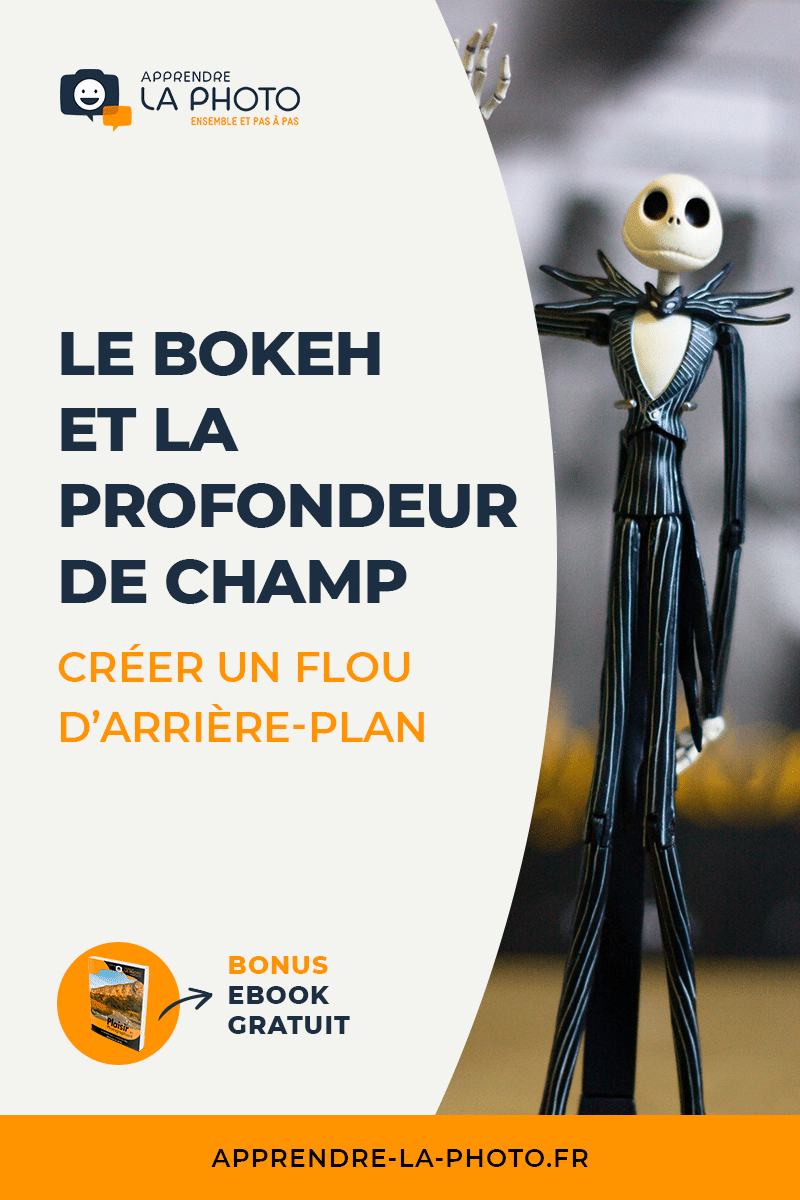 APPRENDRE
LA PHOTO
ENSEMBLE ET PAS À PAS
LE BOKEH
ET LA
PROFONDEUR
DE CHAMP
CRÉER UN FLOU
D’ARRIÈRE-PLAN
Plaisir
BONUS
EBOOK
GRATUIT
APPRENDRE-LA-PHOTO.FR